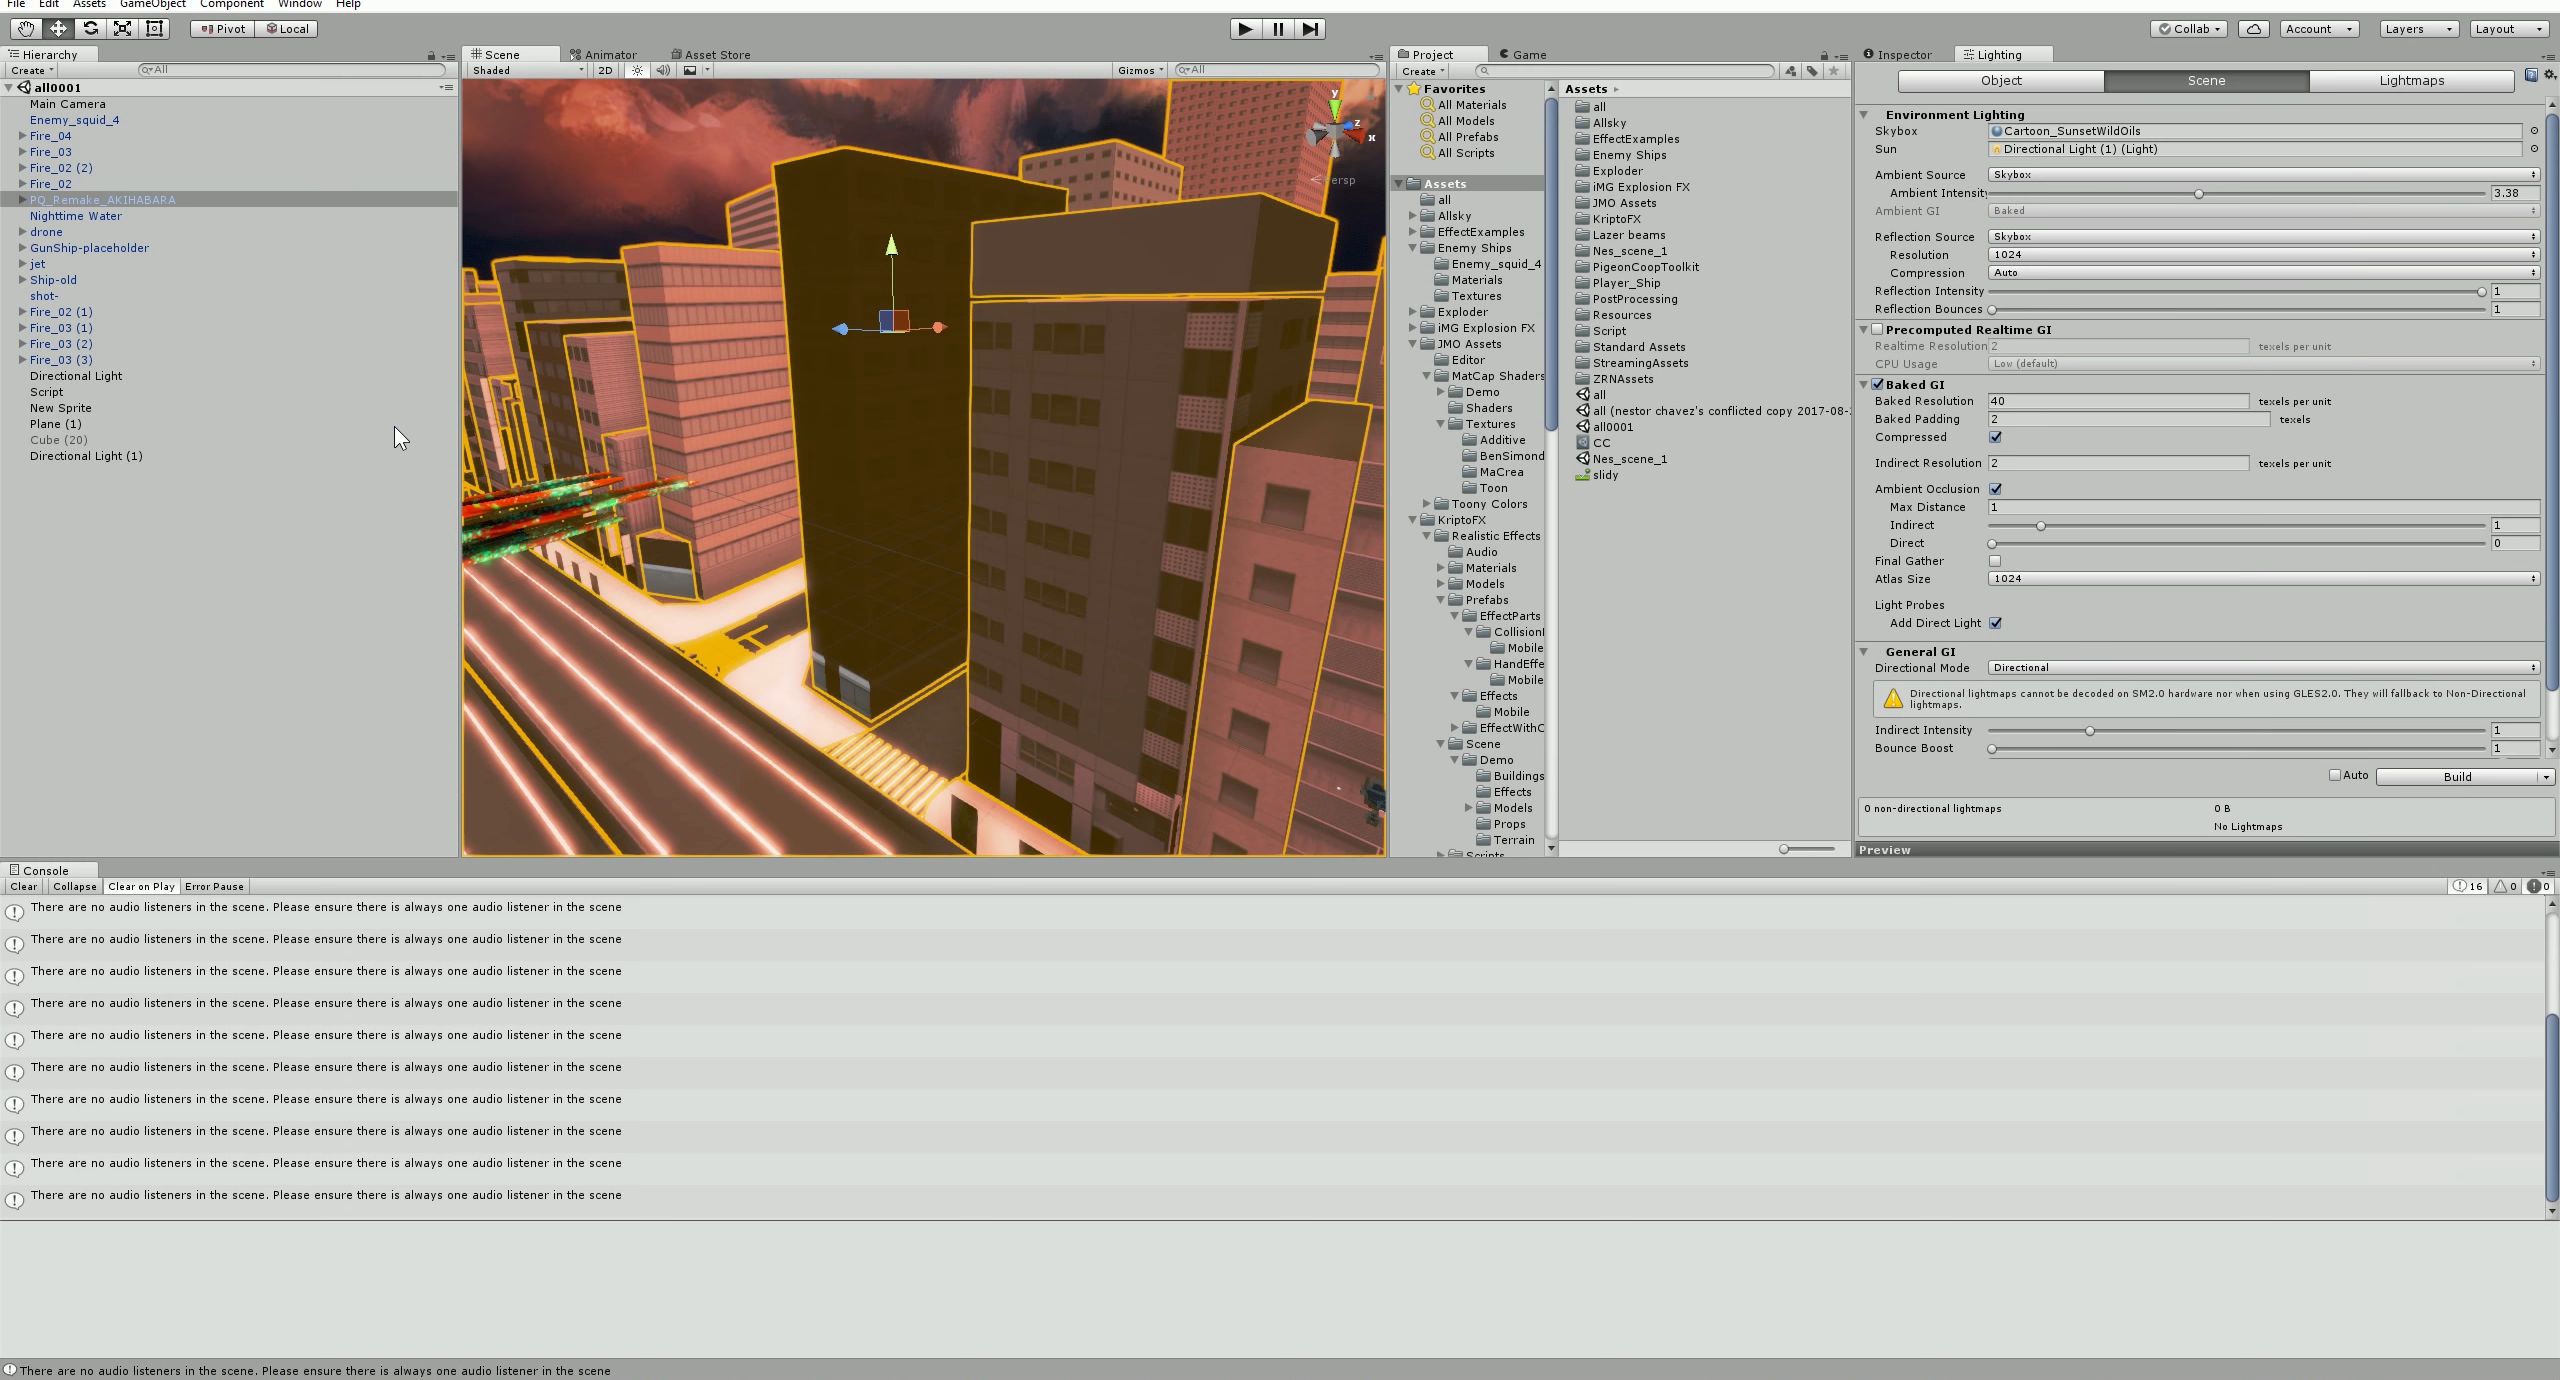 File Edit Assets GameObject Component Window Help
Pivot Local
Collab Account Layers Layout
Hierarchy
Create All
all0001
Main Camera
Enemy_squid_4
Fire_04
Fire_03
Fire_02 (2)
Fire_02
PQ_Remake_AKIHABARA
Nighttime Water
drone
GunShip-placeholder
jet
Ship-old
shot-
Fire_02 (1)
Fire_03 (1)
Fire_03 (2)
Fire_03 (3)
Directional Light
Script
New Sprite
Plane (1)
Cube (20)
Directional Light (1)
Scene Animator Asset Store
Shaded 2D Gizmos All
y
z
x
Project Game
Create
Favorites
All Materials
All Models
All Prefabs
All Scripts
Assets
all
Allsky
EffectExamples
Enemy Ships
Enemy_squid_4
Materials
Textures
Exploder
iMG Explosion FX
JMO Assets
Editor
MatCap Shaders
Demo
Shaders
Textures
Additive
BenSimond
MaCrea
Toon
Toony Colors
KriptoFX
Realistic Effects
Audio
Materials
Models
Prefabs
EffectParts
Collision
Mobile
HandEffe
Mobile
Effects
Mobile
EffectWithC
Scene
Demo
Buildings
Effects
Models
Props
Terrain
Assets
all
Allsky
EffectExamples
Enemy Ships
Exploder
iMG Explosion FX
JMO Assets
KriptoFX
Lazer beams
Nes_scene_1
PigeonCoopToolkit
Player_Ship
PostProcessing
Resources
Script
Standard Assets
StreamingAssets
ZRNAssets
all
all (nestor chavez's conflicted copy 2017-08-
all0001
CC
Nes_scene_1
slidy
Inspector Lighting
Object Scene Lightmaps
Environment Lighting
Skybox Cartoon_SunsetWildOils
Sun Directional Light (1) (Light)
Ambient Source Skybox
Ambient Intensity 3.38
Ambient GI Baked
Reflection Source Skybox
Resolution 1024
Compression Auto
Reflection Intensity 1
Reflection Bounces 1
Precomputed Realtime GI
Realtime Resolution 2 texels per unit
CPU Usage Low (default)
Baked GI
Baked Resolution 40 texels per unit
Baked Padding 2 texels
Compressed
Indirect Resolution 2 texels per unit
Ambient Occlusion
Max Distance 1
Indirect 1
Direct 0
Final Gather
Atlas Size 1024
Light Probes
Add Direct Light
General GI
Directional Mode Directional
Directional lightmaps cannot be decoded on SM2.0 hardware nor when using GLES2.0. They will fallback to Non-Directional
lightmaps.
Indirect Intensity 1
Bounce Boost 1
Auto Build
0 non-directional lightmaps 0 B
No Lightmaps
Preview
Console
Clear Collapse Clear on Play Error Pause 16 0 0
There are no audio listeners in the scene. Please ensure there is always one audio listener in the scene
There are no audio listeners in the scene. Please ensure there is always one audio listener in the scene
There are no audio listeners in the scene. Please ensure there is always one audio listener in the scene
There are no audio listeners in the scene. Please ensure there is always one audio listener in the scene
There are no audio listeners in the scene. Please ensure there is always one audio listener in the scene
There are no audio listeners in the scene. Please ensure there is always one audio listener in the scene
There are no audio listeners in the scene. Please ensure there is always one audio listener in the scene
There are no audio listeners in the scene. Please ensure there is always one audio listener in the scene
There are no audio listeners in the scene. Please ensure there is always one audio listener in the scene
There are no audio listeners in the scene. Please ensure there is always one audio listener in the scene
There are no audio listeners in the scene. Please ensure there is always one audio listener in the scene